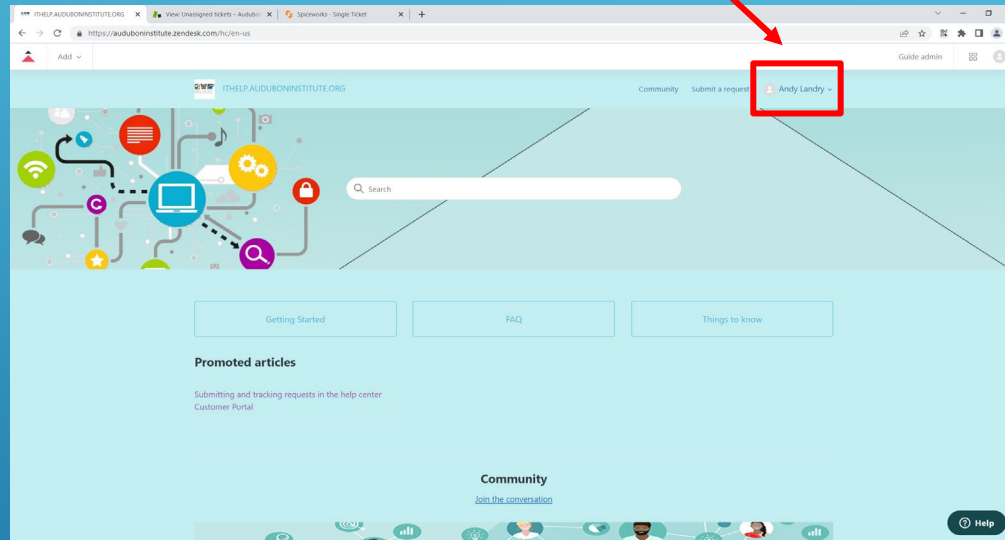 ITHELP.AUDUBONINSTITUTE.ORG
View: Unassigned tickets – Audubon
Spiceworks - Single Ticket
https://auduboninstitute.zendesk.com/hc/en-us
Add
Guide admin
ITHELP.AUDUBONINSTITUTE.ORG
Community
Submit a request
Andy Landry
Search
Getting Started
FAQ
Things to know
Promoted articles
Submitting and tracking requests in the help center
Customer Portal
Community
Join the conversation
Help